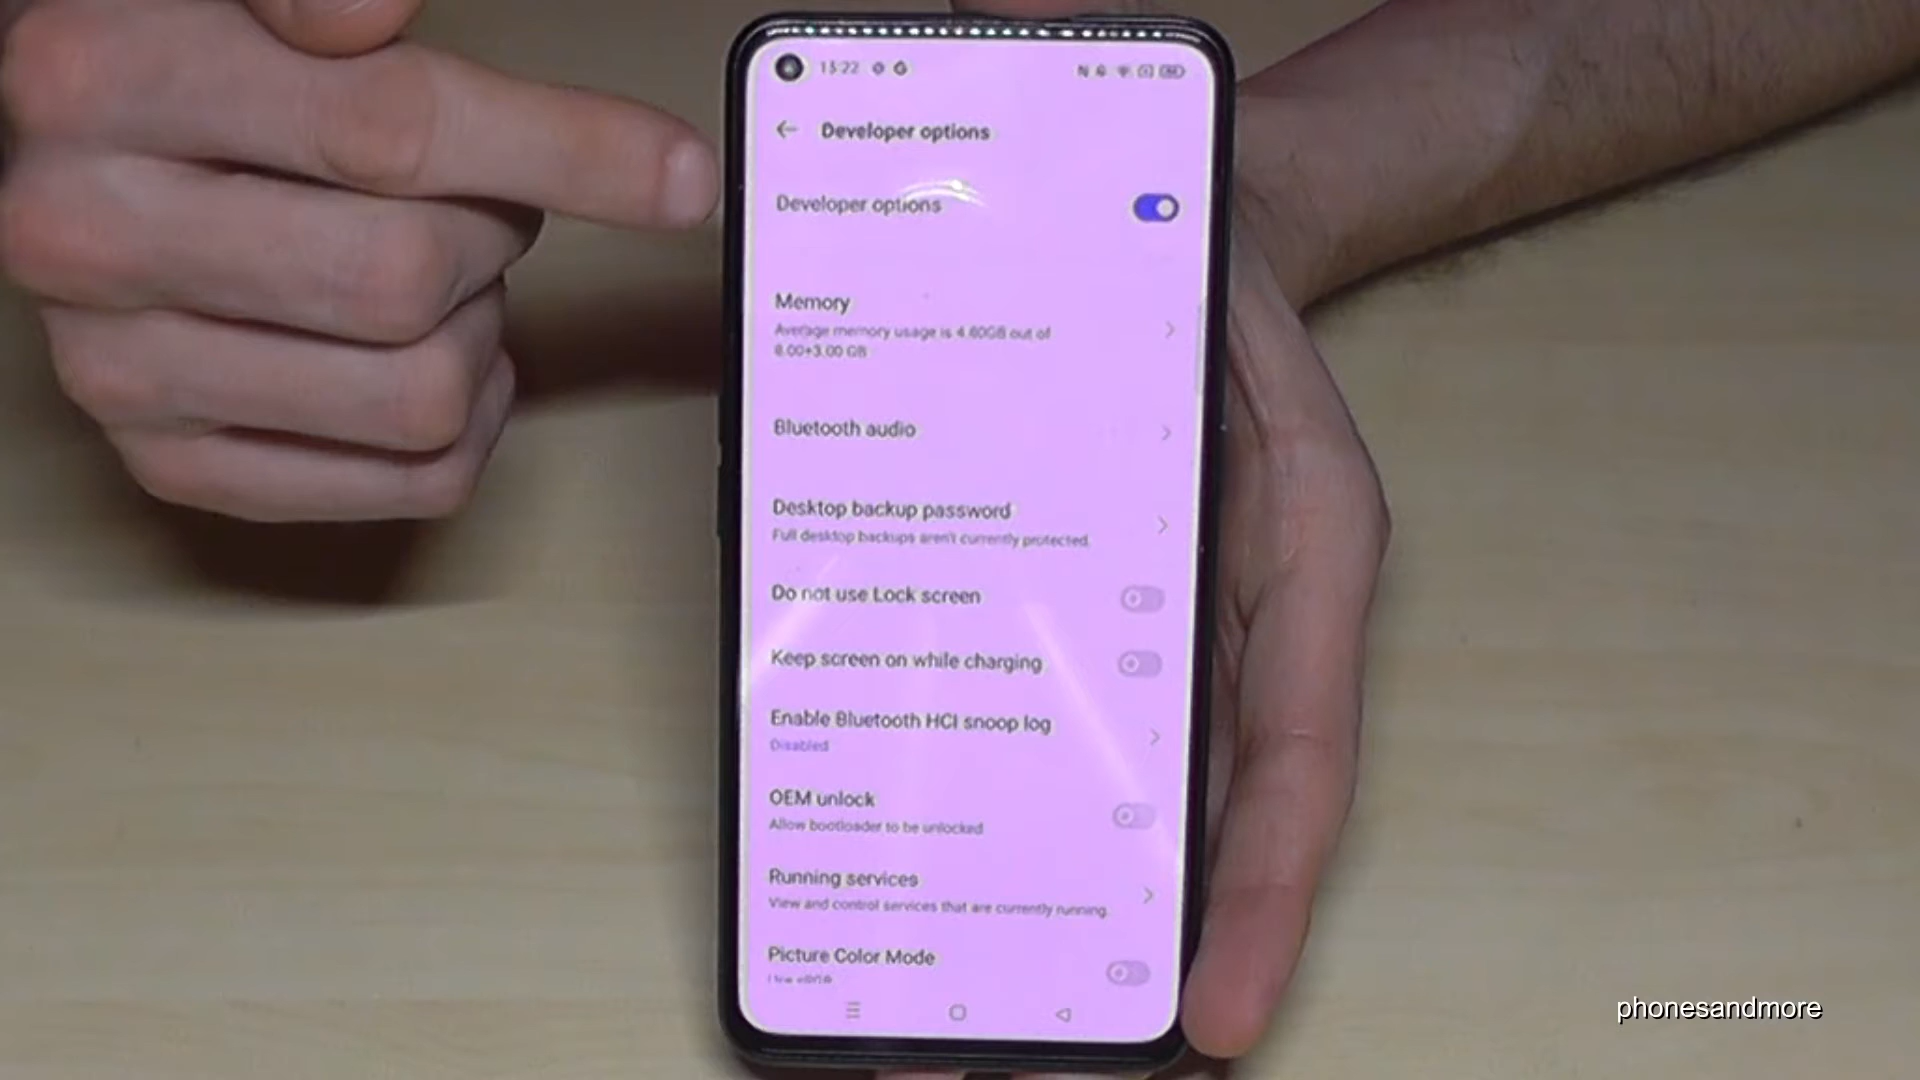 15:22
Developer options
Developer options
Memory
Average memory usage is 4.60GB out of
8.00+3.00 GB
Bluetooth audio
Desktop backup password
Full desktop backups aren't currently protected.
Do not use Lock screen
Keep screen on while charging
Enable Bluetooth HCI snoop log
Disabled
OEM unlock
Allow bootloader to be unlocked
Running services
View and control services that are currently running.
Picture Color Mode
Use sRGB
phonesandmore